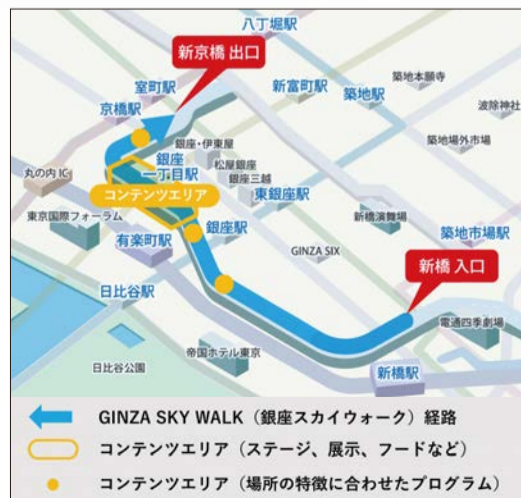 八丁堀駅
新京橋 出口
宝町駅
新富町駅
築地本願寺
京橋駅
築地駅
波除神社
銀座・伊東屋
築地場外市場
銀座
一丁目駅
松屋銀座
丸の内 IC
銀座三越
コンテンツエリア
東銀座駅
東京国際フォーラム
新橋演舞場
銀座駅
築地市場駅
有楽町駅
GINZA SIX
新橋 入口
日比谷駅
電通四季劇場
帝国ホテル東京
日比谷公園
新橋駅
GINZA SKY WALK（銀座スカイウォーク）経路
コンテンツエリア（ステージ、展示、フードなど）
コンテンツエリア（場所の特徴に合わせたプログラム）